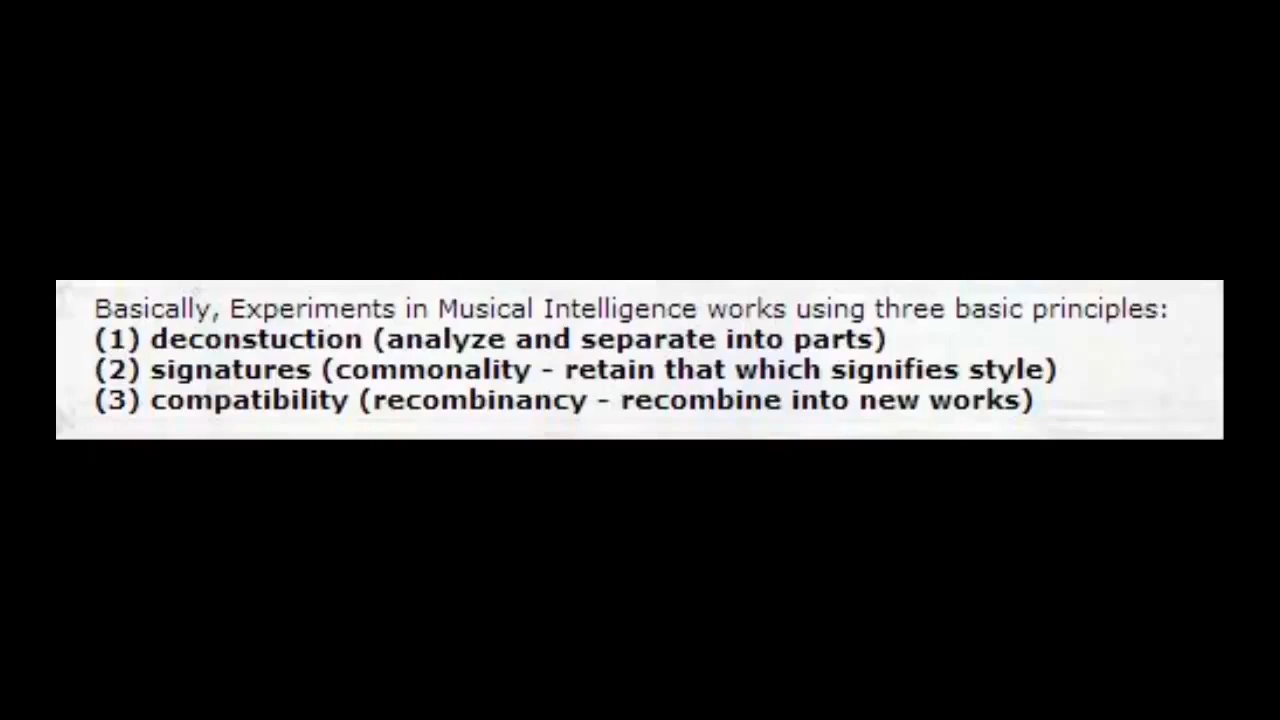 Basically, Experiments in Musical Intelligence works using three basic principles:
(1) deconstuction (analyze and separate into parts)
(2) signatures (commonality - retain that which signifies style)
(3) compatibility (recombinancy - recombine into new works)